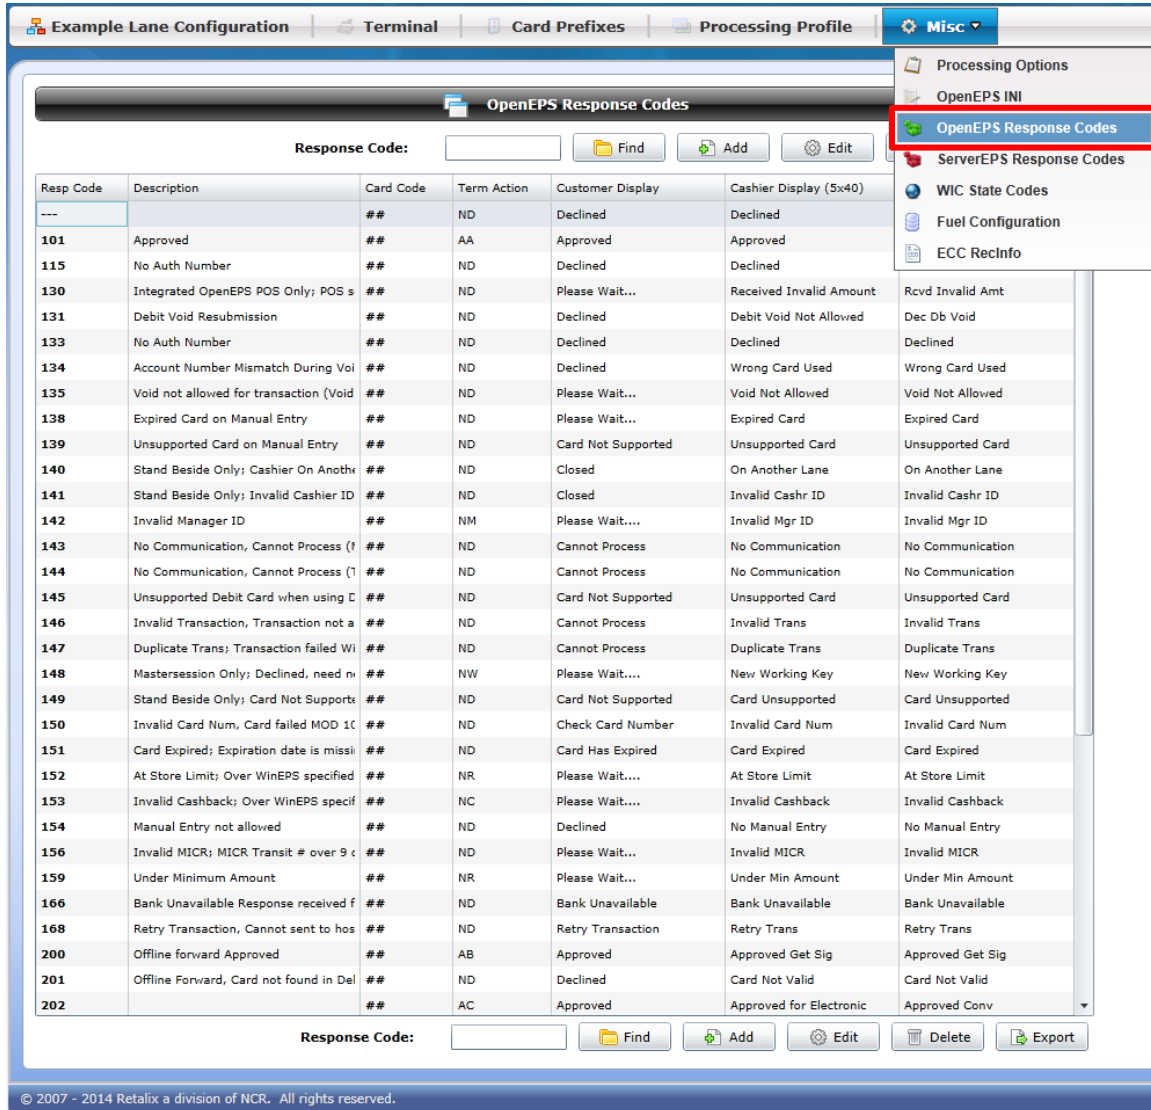 Example Lane Configuration Terminal Card Prefixes Processing Profile Misc
Processing Options
OpenEPS INI
OpenEPS Response Codes
ServerEPS Response Codes
WIC State Codes
Fuel Configuration
ECC RecInfo
OpenEPS Response Codes
Response Code: Find Add Edit
Resp Code Description Card Code Term Action Customer Display Cashier Display (5x40)
--- ## ND Declined Declined
101 Approved ## AA Approved Approved
115 No Auth Number ## ND Declined Declined
130 Integrated OpenEPS POS Only; POS s ## ND Please Wait... Received Invalid Amount Rcvd Invalid Amt
131 Debit Void Resubmission ## ND Declined Debit Void Not Allowed Dec Db Void
133 No Auth Number ## ND Declined Declined Declined
134 Account Number Mismatch During Voi ## ND Declined Wrong Card Used Wrong Card Used
135 Void not allowed for transaction (Void ## ND Please Wait... Void Not Allowed Void Not Allowed
138 Expired Card on Manual Entry ## ND Please Wait... Expired Card Expired Card
139 Unsupported Card on Manual Entry ## ND Card Not Supported Unsupported Card Unsupported Card
140 Stand Beside Only; Cashier On Anothe ## ND Closed On Another Lane On Another Lane
141 Stand Beside Only; Invalid Cashier ID ## ND Closed Invalid Cashr ID Invalid Cashr ID
142 Invalid Manager ID ## NM Please Wait.... Invalid Mgr ID Invalid Mgr ID
143 No Communication, Cannot Process ( ## ND Cannot Process No Communication No Communication
144 No Communication, Cannot Process ( ## ND Cannot Process No Communication No Communication
145 Unsupported Debit Card when using ## ND Card Not Supported Unsupported Card Unsupported Card
146 Invalid Transaction, Transaction not a ## ND Cannot Process Invalid Trans Invalid Trans
147 Duplicate Trans; Transaction failed Wi ## ND Cannot Process Duplicate Trans Duplicate Trans
148 Mastersession Only; Declined, need ## NW Please Wait.... New Working Key New Working Key
149 Stand Beside Only; Card Not Supporte ## ND Card Not Supported Card Unsupported Card Unsupported
150 Invalid Card Num, Card failed MOD 10 ## ND Check Card Number Invalid Card Num Invalid Card Num
151 Card Expired; Expiration date is missi ## ND Card Has Expired Card Expired Card Expired
152 At Store Limit; Over WinEPS specified ## NR Please Wait.... At Store Limit At Store Limit
153 Invalid Cashback; Over WinEPS specif ## NC Please Wait.... Invalid Cashback Invalid Cashback
154 Manual Entry not allowed ## ND Declined No Manual Entry No Manual Entry
156 Invalid MICR; MICR Transit # over 9 ## ND Please Wait... Invalid MICR Invalid MICR
159 Under Minimum Amount ## NR Please Wait... Under Min Amount Under Min Amount
166 Bank Unavailable Response received f ## ND Bank Unavailable Bank Unavailable Bank Unavailable
168 Retry Transaction, Cannot sent to hos ## ND Retry Transaction Retry Trans Retry Trans
200 Offline forward Approved ## AB Approved Approved Get Sig Approved Get Sig
201 Offline Forward, Card not found in Del ## ND Declined Card Not Valid Card Not Valid
202 ## AC Approved Approved for Electronic Approved Conv
Response Code: Find Add Edit Delete Export
© 2007 - 2014 Retalix a division of NCR. All rights reserved.